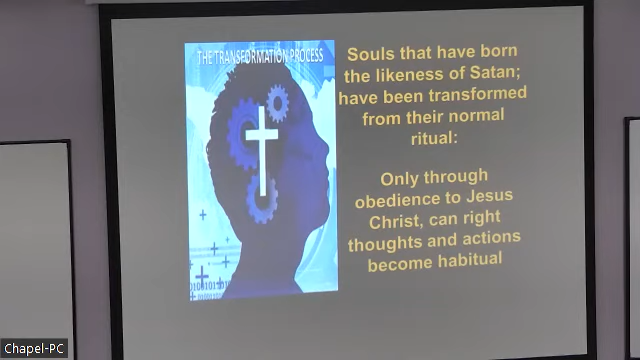 THE TRANSFORMATION PROCESS
Souls that have born
the likeness of Satan;
have been transformed
from their normal
ritual:
Only through
obedience to Jesus
Christ, can right
thoughts and actions
become habitual
Chapel-PC